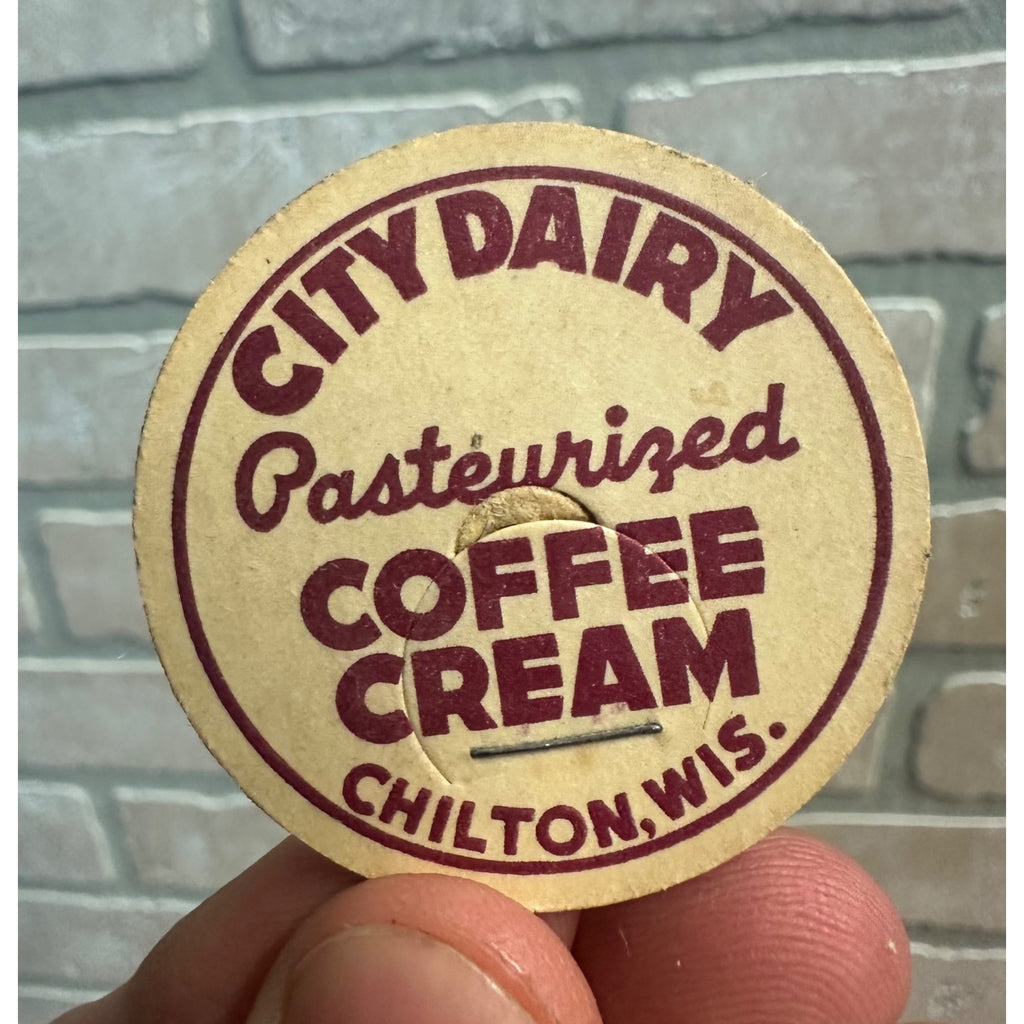 CITY DAIRY
Pasteurized
COFFEE
CREAM
CHILTON, WIS.